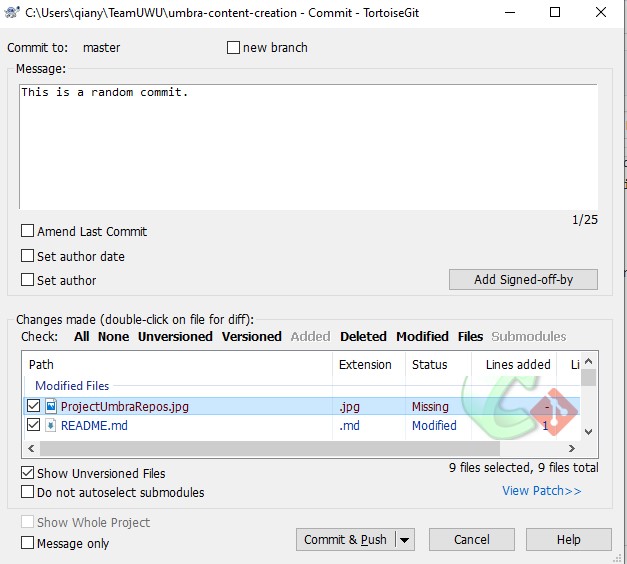 C:\Users\qiany\TeamUWU\umbra-content-creation - Commit - TortoiseGit
Commit to: master new branch
Message:
This is a random commit.
1/25
Amend Last Commit
Set author date
Set author
Add Signed-off-by
Changes made (double-click on file for diff):
Check: All None Unversioned Versioned Added Deleted Modified Files Submodules
Path Extension Status Lines added Li
Modified Files
ProjectUmbraRepos.jpg .jpg Missing -
README.md .md Modified 1
Show Unversioned Files
9 files selected, 9 files total
Do not autoselect submodules
View Patch>>
Show Whole Project
Message only
Commit & Push
Cancel
Help